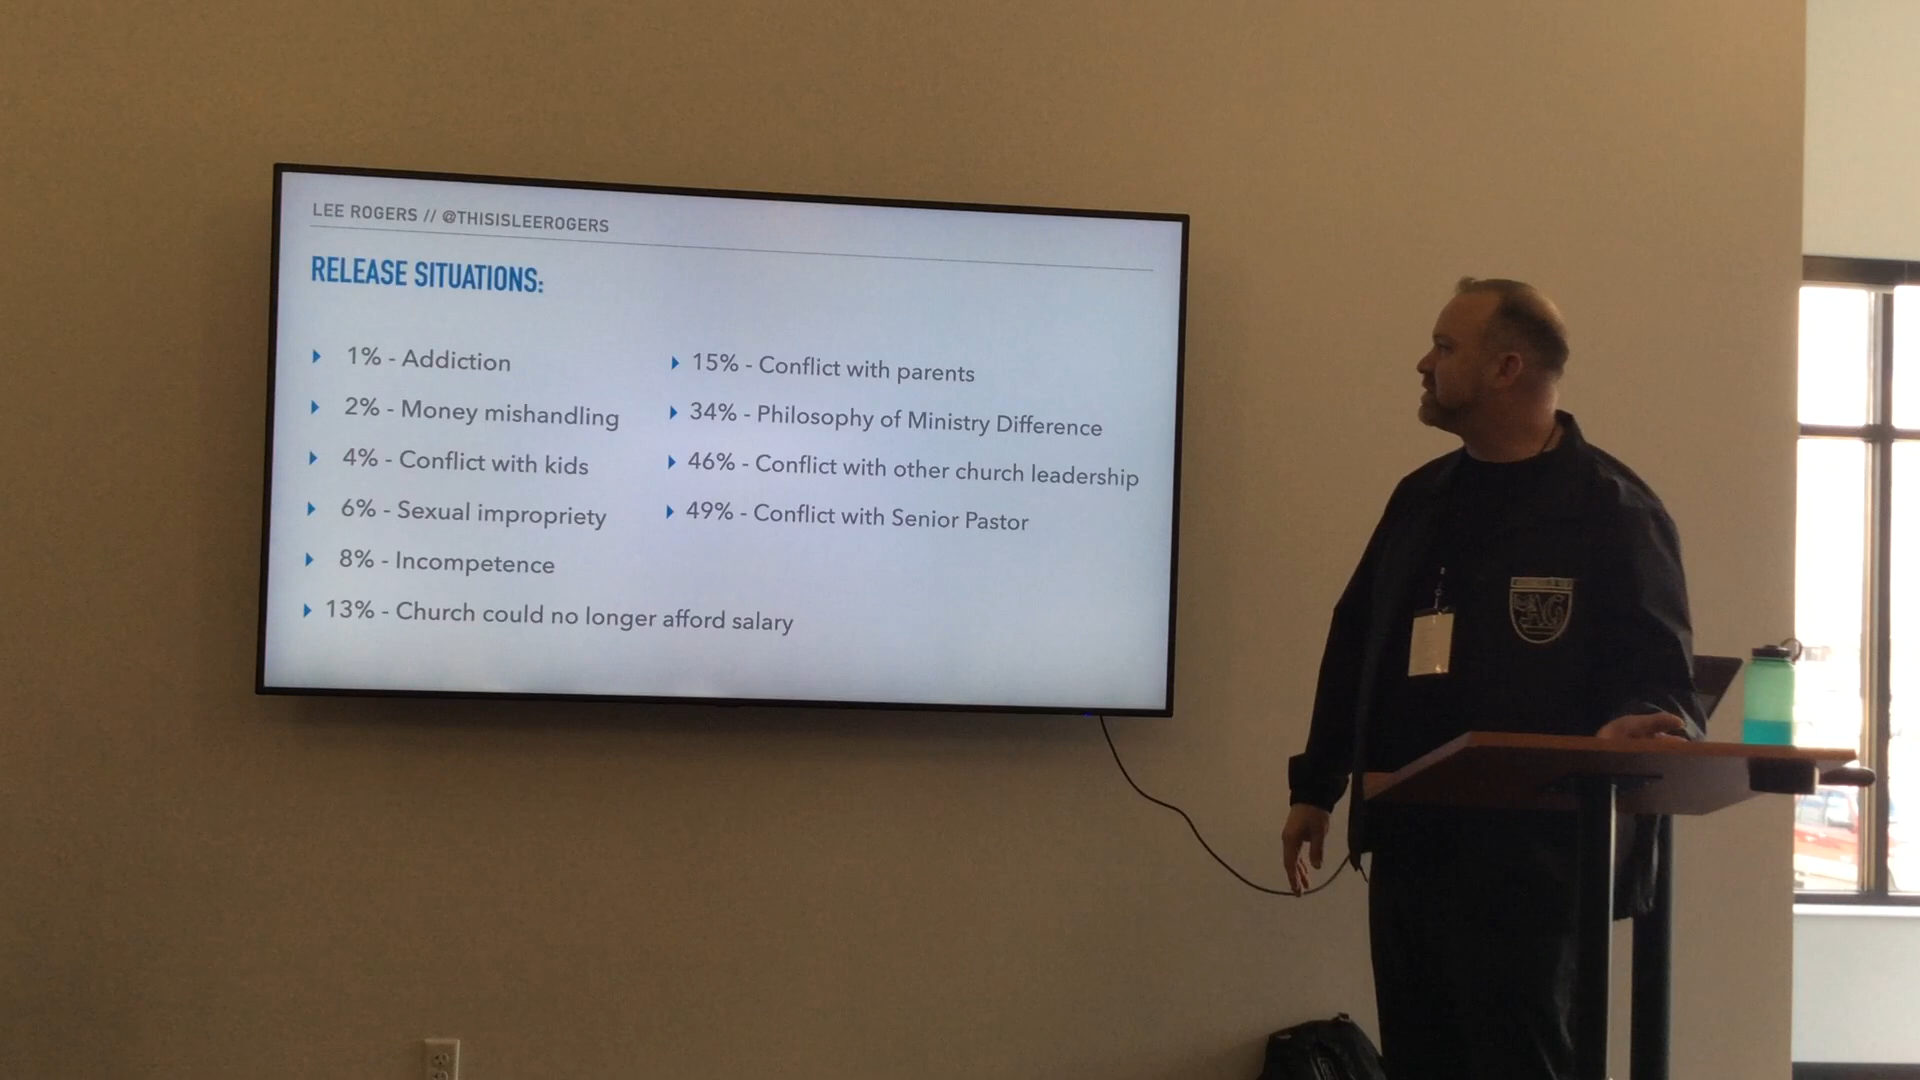 LEE ROGERS // @THISISLEEROGERS
RELEASE SITUATIONS:
1% - Addiction
2% - Money mishandling
4% - Conflict with kids
6% - Sexual impropriety
8% - Incompetence
13% - Church could no longer afford salary
15% - Conflict with parents
34% - Philosophy of Ministry Difference
46% - Conflict with other church leadership
49% - Conflict with Senior Pastor